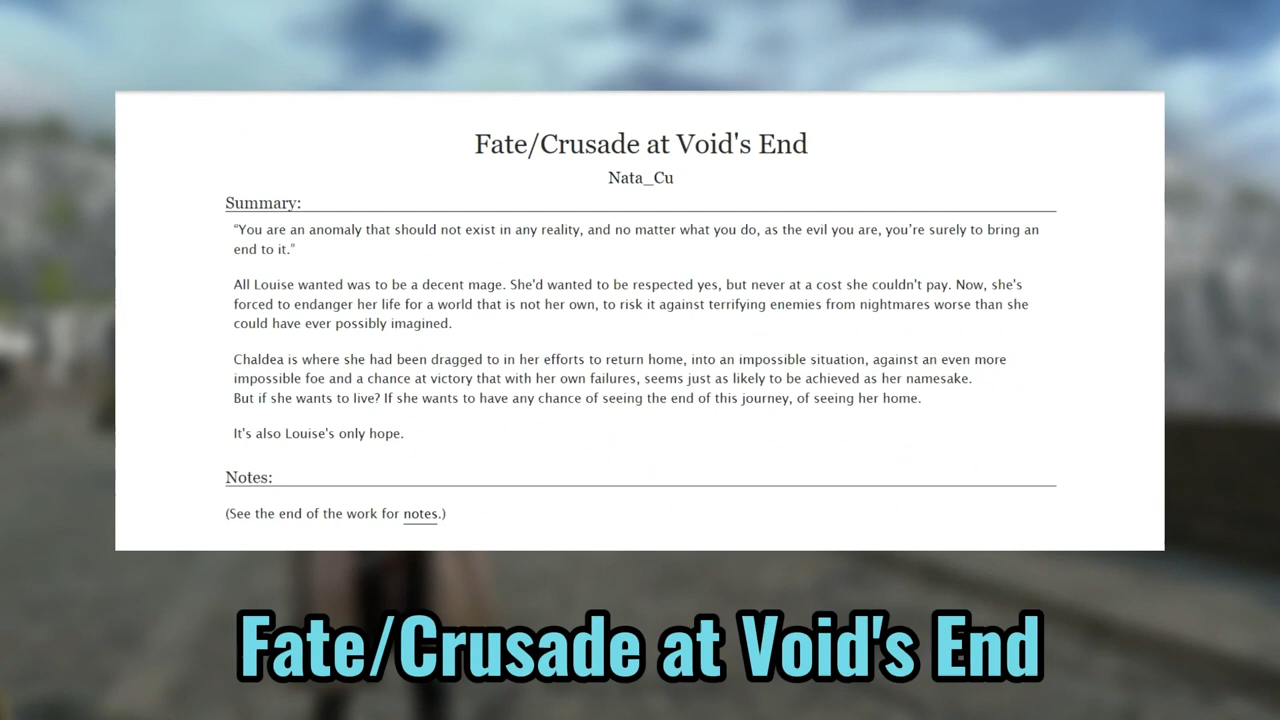 Fate/Crusade at Void's End
Nata_Cu
Summary:
“You are an anomaly that should not exist in any reality, and no matter what you do, as the evil you are, you’re surely to bring an
end to it.”
All Louise wanted was to be a decent mage. She'd wanted to be respected yes, but never at a cost she couldn't pay. Now, she's
forced to endanger her life for a world that is not her own, to risk it against terrifying enemies from nightmares worse than she
could have ever possibly imagined.
Chaldea is where she had been dragged to in her efforts to return home, into an impossible situation, against an even more
impossible foe and a chance at victory that with her own failures, seems just as likely to be achieved as her namesake.
But if she wants to live? If she wants to have any chance of seeing the end of this journey, of seeing her home.
It's also Louise's only hope.
Notes:
(See the end of the work for notes.)
Fate/Crusade at Void's End